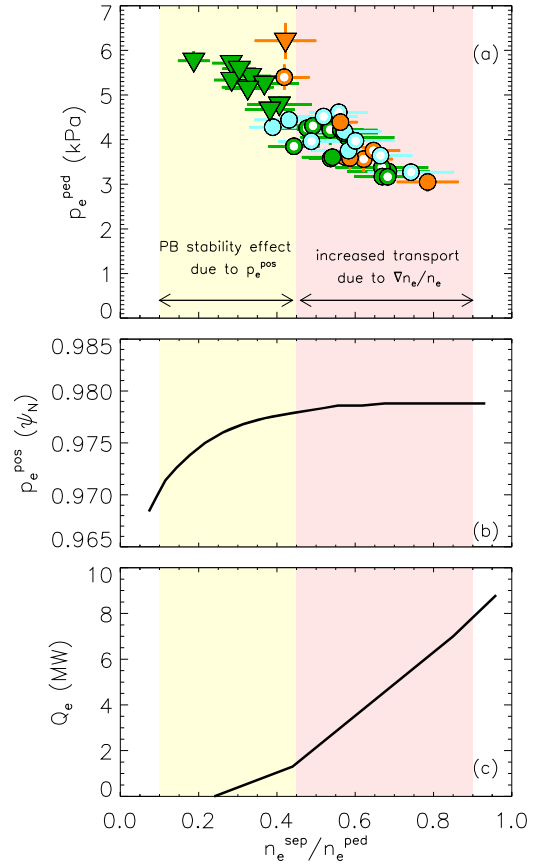 7
6
5
4
3
2
1
0
p_e^ped (kPa)
(a)
PB stability effect
due to p_e^pos
increased transport
due to ∇n_e/n_e
0.985
0.980
0.975
0.970
0.965
p_e^pos (ψ_N)
(b)
10
8
6
4
2
0
Q_e (MW)
(c)
0.0 0.2 0.4 0.6 0.8 1.0
n_e^sep/n_e^ped